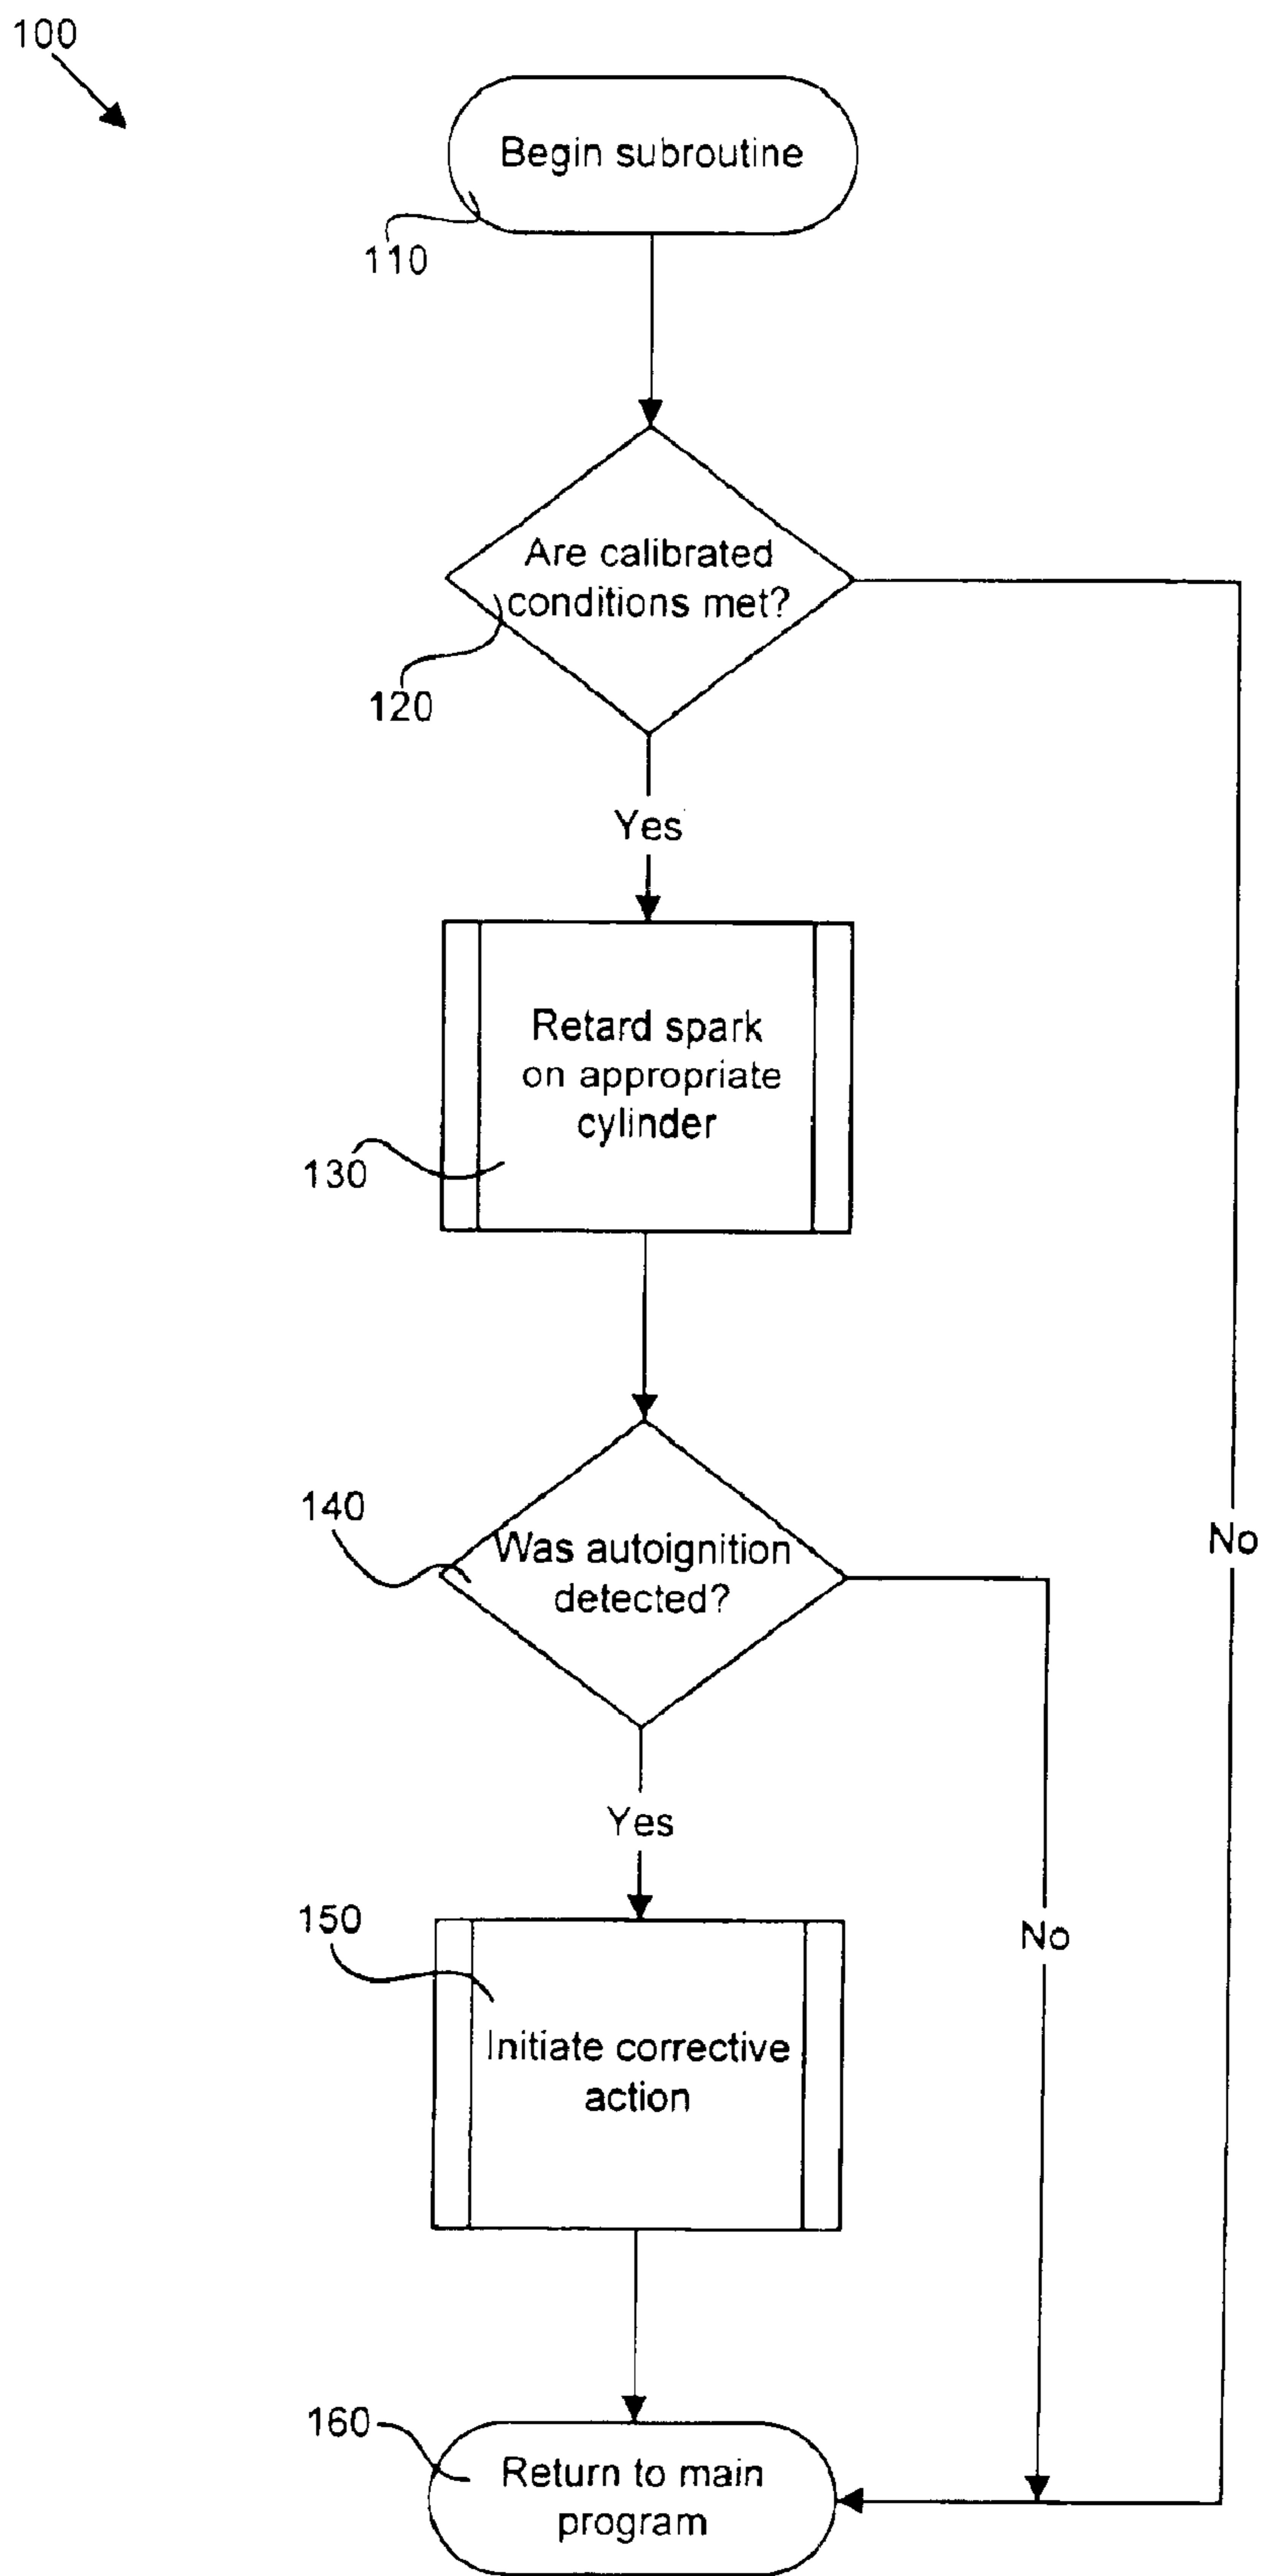 100
Begin subroutine
110
Are calibrated
conditions met?
120
Yes
Retard spark
on appropriate
cylinder
130
140
Was autoignition
detected?
No
Yes
150
No
Initiate corrective
action
160
Return to main
program